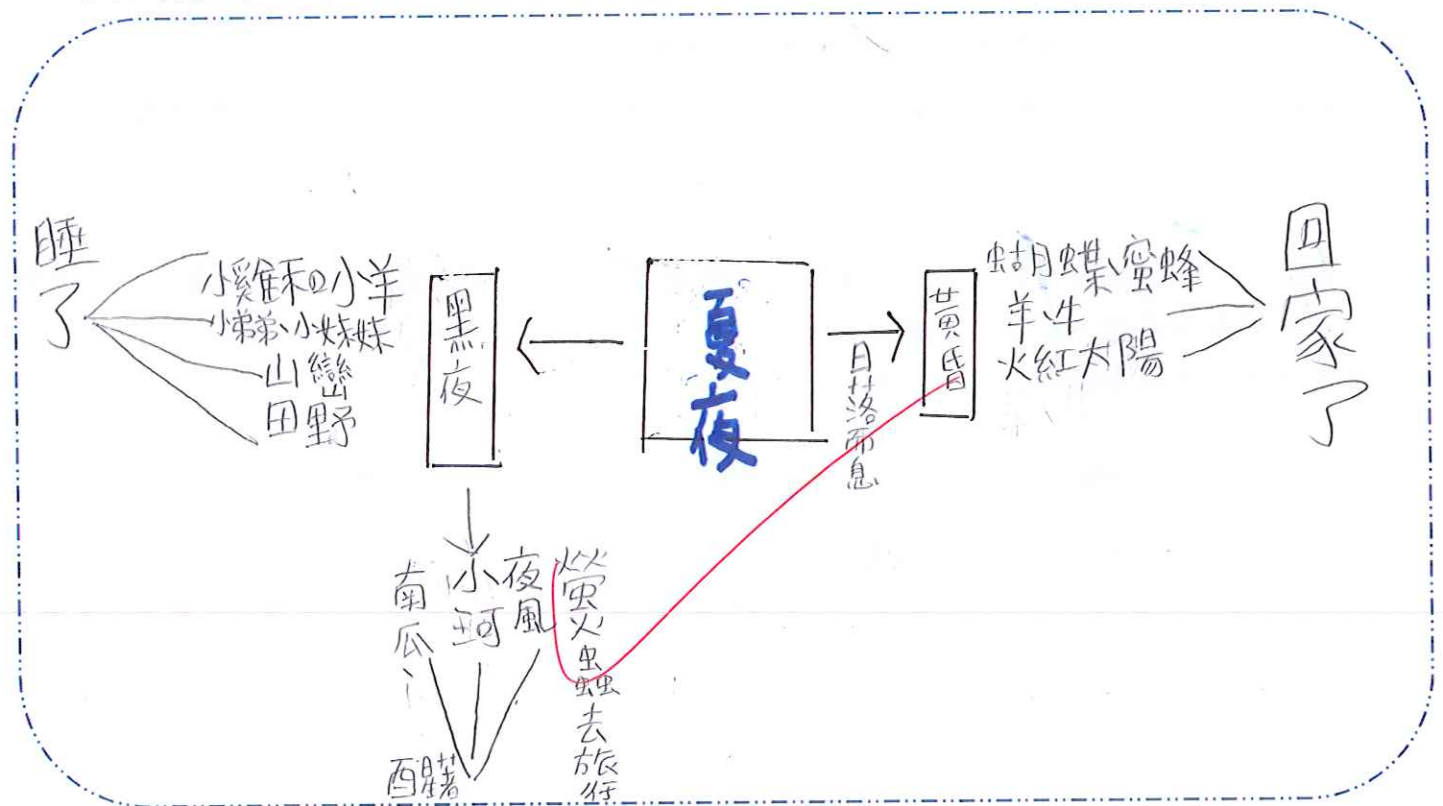 夏夜
日落而息
黃昏
蝴蝶、蜜蜂
羊、牛
火紅太陽
回家了
黑夜
小雞和小羊
小弟弟、小妹妹
山巒
田野
睡了
南瓜、
小河
夜風
醒著
螢火蟲去旅行